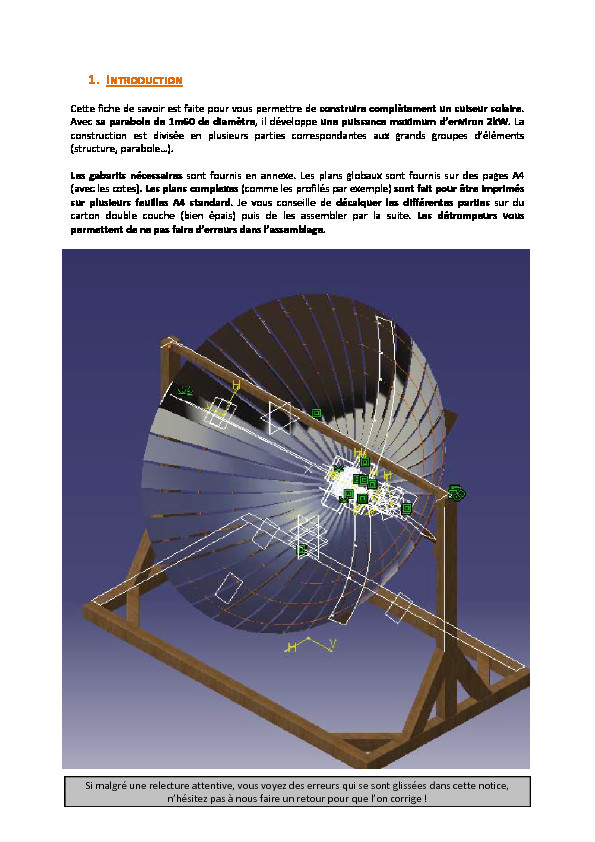 1. INTRODUCTION
Cette fiche de savoir est faite pour vous permettre de construire complètement un cuiseur solaire.
Avec sa parabole de 1m60 de diamètre, il développe une puissance maximum d'environ 2kW. La
construction est divisée en plusieurs parties correspondantes aux grands groupes d'éléments
(structure, parabole...).
Les gabarits nécessaires sont fournis en annexe. Les plans globaux sont fournis sur des pages A4
(avec les cotes). Les plans complexes (comme les profilés par exemple) sont fait pour être imprimés
sur plusieurs feuilles A4 standard. Je vous conseille de décalquer les différentes parties sur du
carton double couche (bien épais) puis de les assembler par la suite. Les détrompeurs vous
permettent de ne pas faire d'erreurs dans l'assemblage.
H
H
H
H V
Si malgré une relecture attentive, vous voyez des erreurs qui se sont glissées dans cette notice,
n'hésitez pas à nous faire un retour pour que l'on corrige !